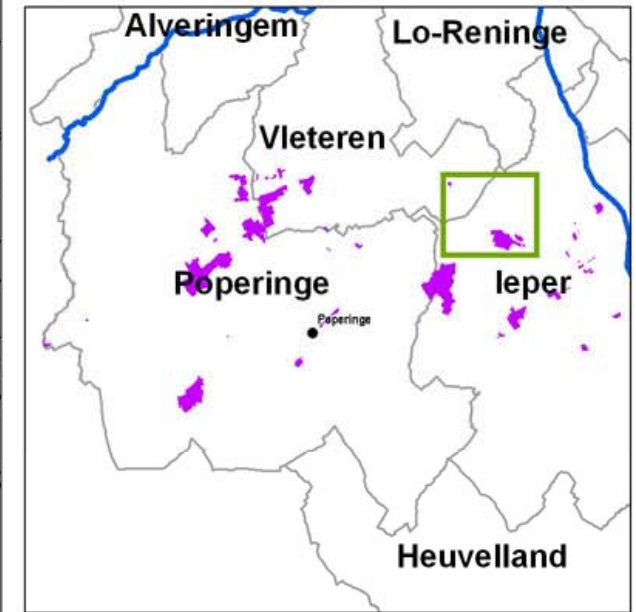 Alveringem
Lo-Reninge
Vleteren
Poperinge
Ieper
Poperinge
Heuvelland